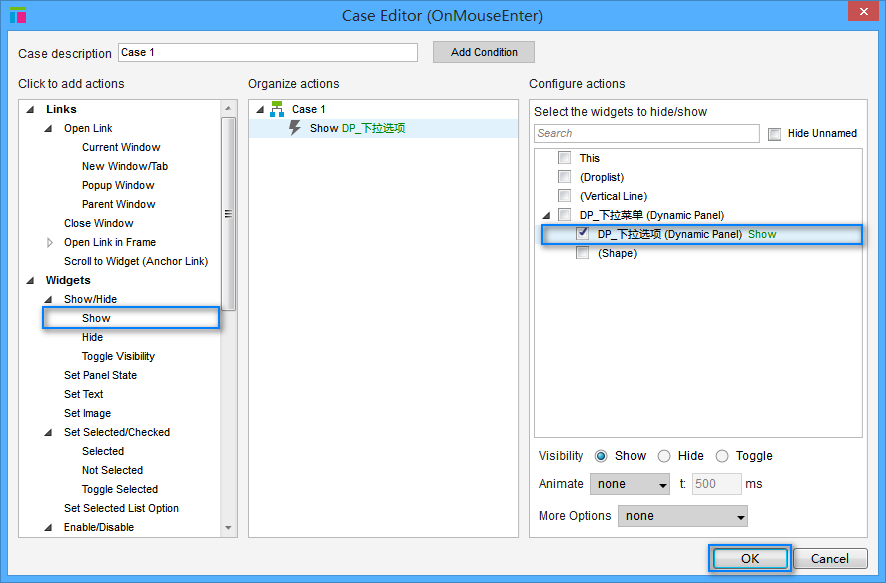 Case Editor (OnMouseEnter)
Case description Case 1 Add Condition
Click to add actions
Links
Open Link
Current Window
New Window/Tab
Popup Window
Parent Window
Close Window
Open Link in Frame
Scroll to Widget (Anchor Link)
Widgets
Show/Hide
Show
Hide
Toggle Visibility
Set Panel State
Set Text
Set Image
Set Selected/Checked
Selected
Not Selected
Toggle Selected
Set Selected List Option
Enable/Disable
Organize actions
Case 1
Show DP_下拉选项
Configure actions
Select the widgets to hide/show
Search Hide Unnamed
This
(Droplist)
(Vertical Line)
DP_下拉菜单 (Dynamic Panel)
DP_下拉选项 (Dynamic Panel) Show
(Shape)
Visibility Show Hide Toggle
Animate none t: 500 ms
More Options none
OK Cancel